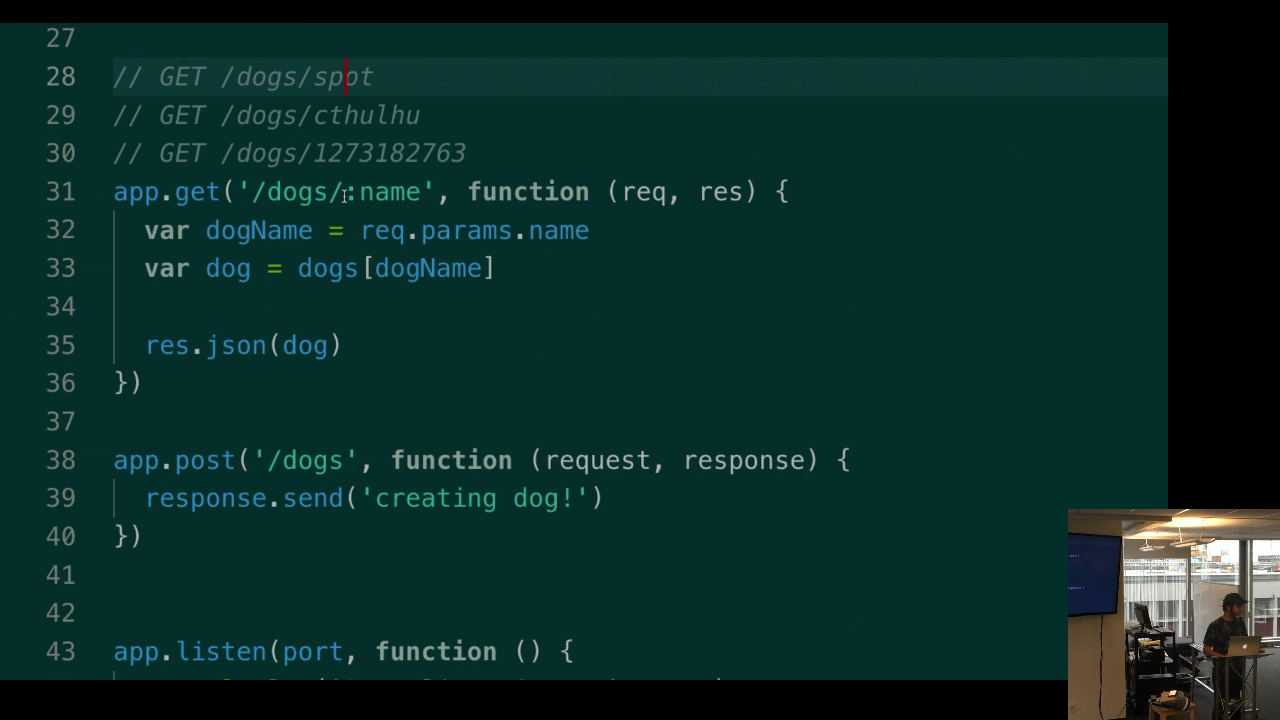 27
28 // GET /dogs/spot
29 // GET /dogs/cthulhu
30 // GET /dogs/1273182763
31 app.get('/dogs/:name', function (req, res) {
32 var dogName = req.params.name
33 var dog = dogs[dogName]
34
35 res.json(dog)
36 })
37
38 app.post('/dogs', function (request, response) {
39 response.send('creating dog!')
40 })
41
42
43 app.listen(port, function () {